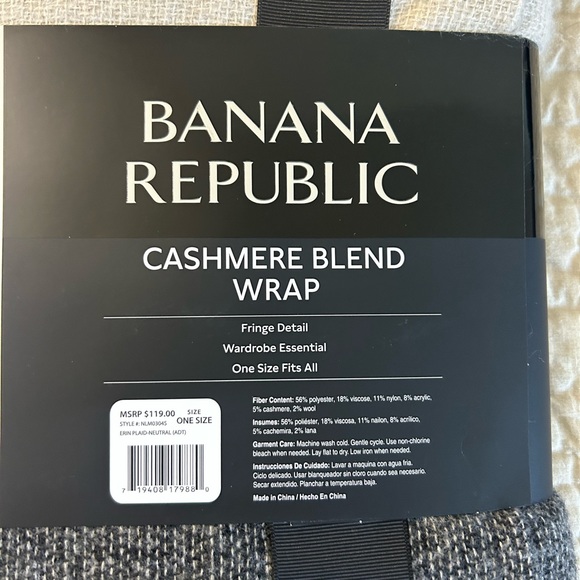 BANANA
REPUBLIC
CASHMERE BLEND
WRAP
Fringe Detail
Wardrobe Essential
One Size Fits All
MSRP $119.00 SIZE
STYLE #: NLM03045 ONE SIZE
ERIN PLAID-NEUTRAL (ADT)
7 19408 17988 0
Fiber Content: 56% polyester, 18% viscose, 11% nylon, 8% acrylic,
5% cashmere, 2% wool
Insumes: 56% poliéster, 18% viscosa, 11% nailon, 8% acrílico,
5% cachemira, 2% lana
Garment Care: Machine wash cold. Gentle cycle. Use non-chlorine
bleach when needed. Lay flat to dry. Low iron when needed.
Instrucciones De Cuidado: Lavar a maquina con agua fria.
Ciclo delicado. Usar blanqueador sin cloro cuando sea necesario.
Secar extendido. Planchar a temperatura baja.
Made in China / Hecho En China